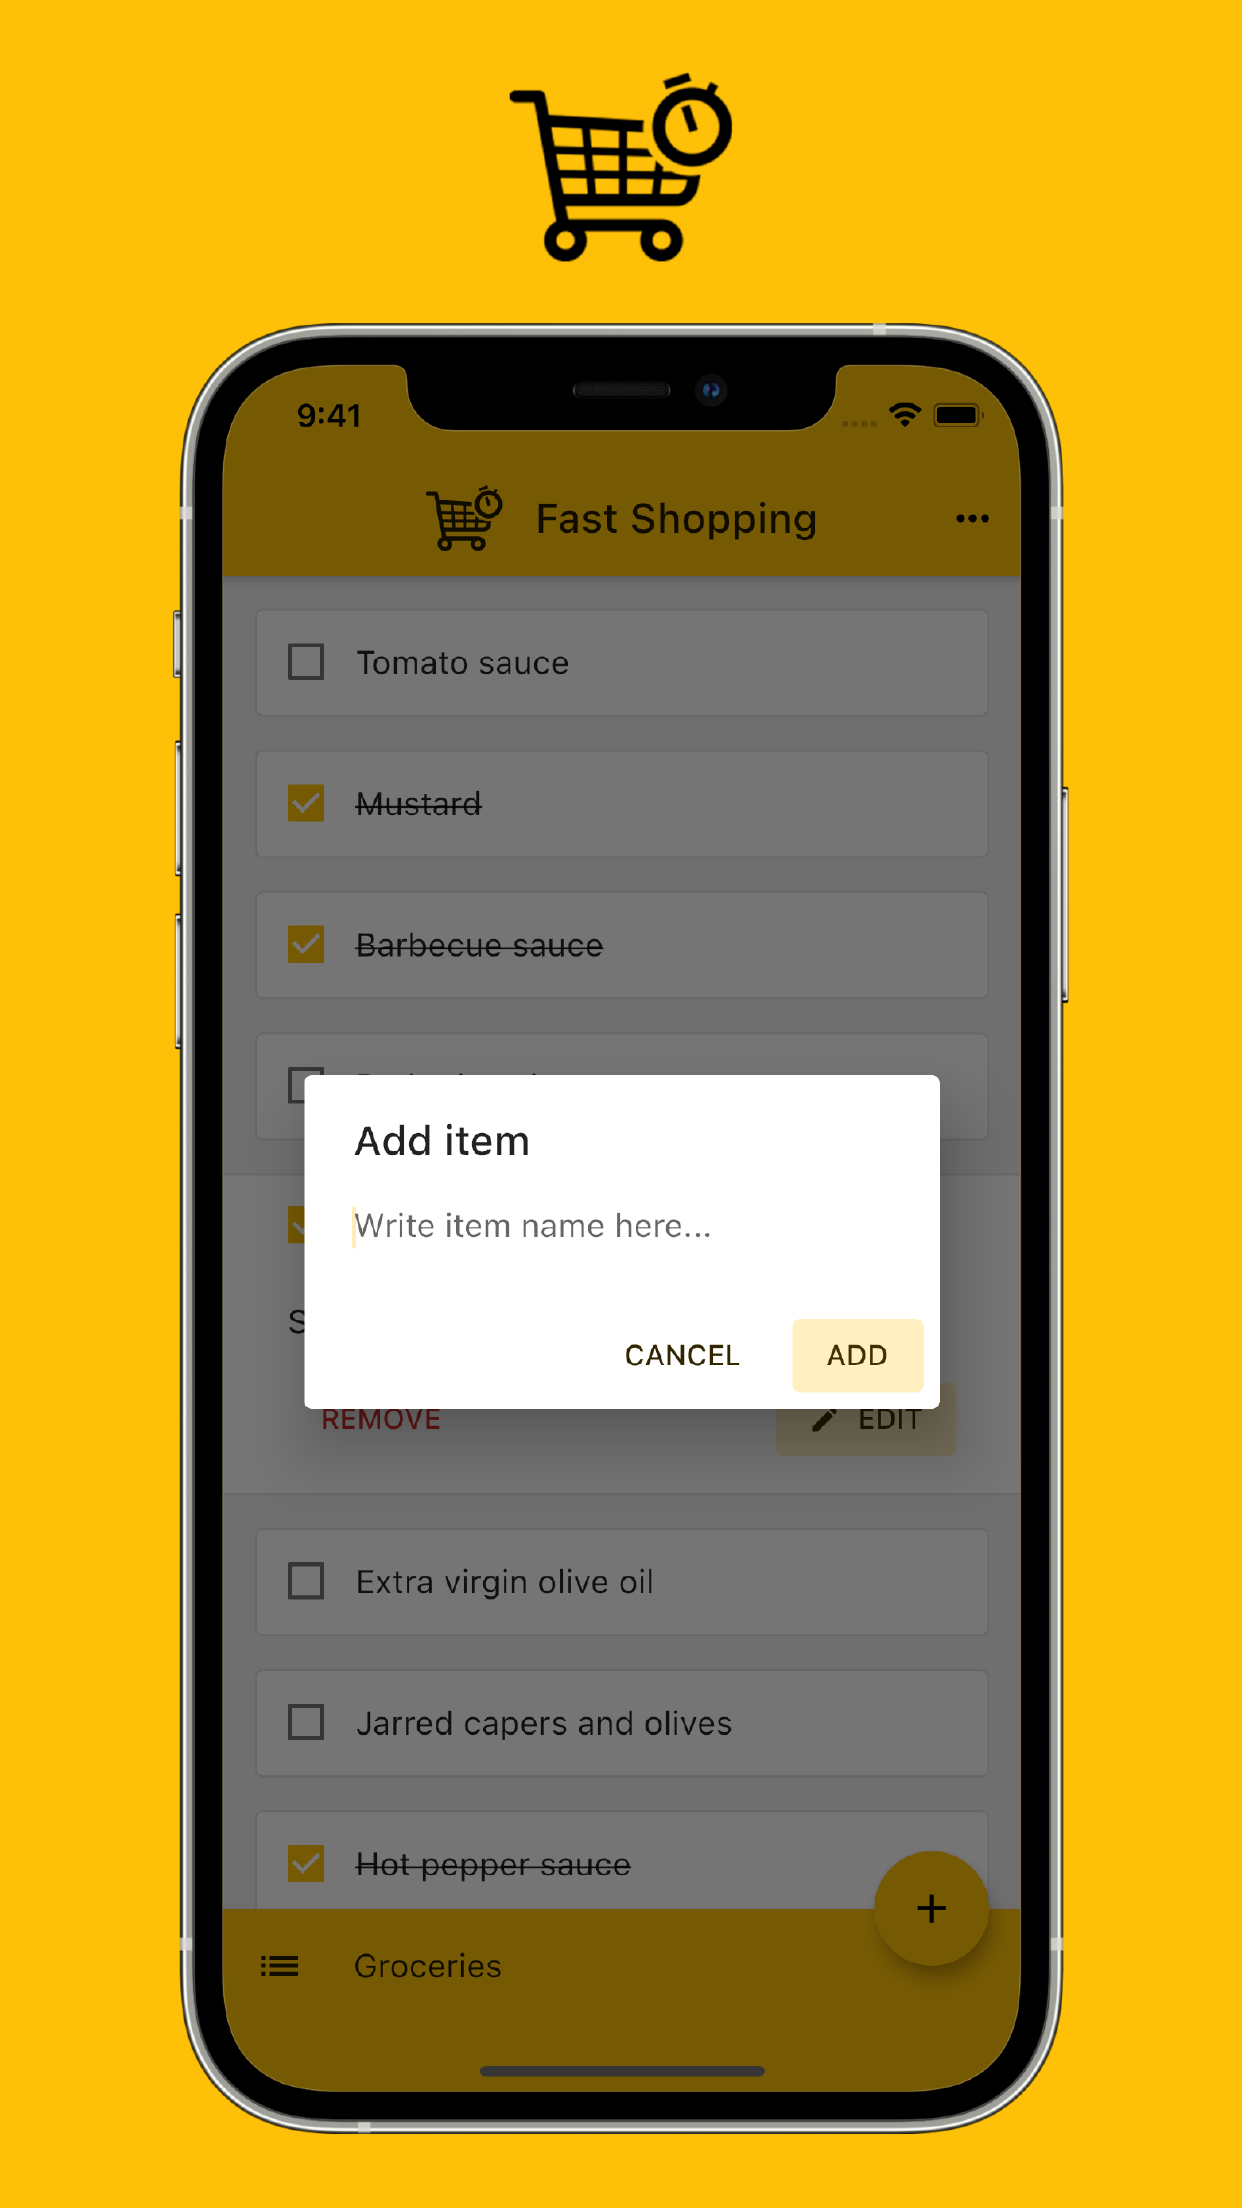 9:41
Fast Shopping
Tomato sauce
Mustard
Barbecue sauce
Add item
Write item name here...
CANCEL
ADD
REMOVE
EDIT
Extra virgin olive oil
Jarred capers and olives
Hot pepper sauce
+
Groceries